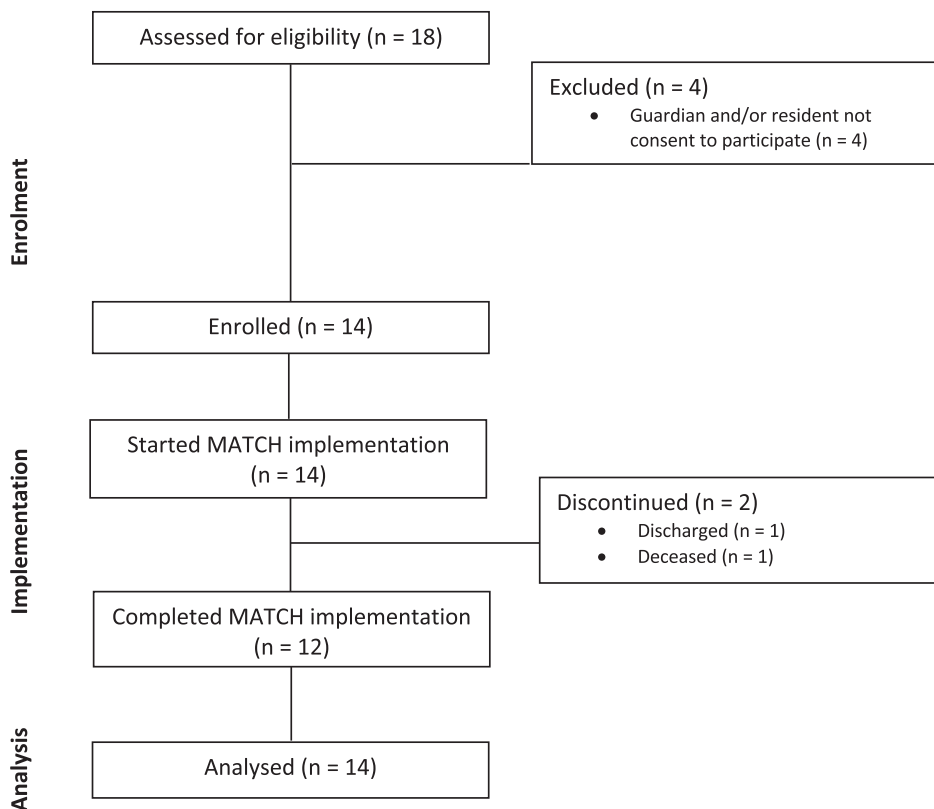 Assessed for eligibility (n = 18)
Excluded (n = 4)
• Guardian and/or resident not
consent to participate (n = 4)
Enrolment
Enrolled (n = 14)
Started MATCH implementation
(n = 14)
Implementation
Discontinued (n = 2)
• Discharged (n = 1)
• Deceased (n = 1)
Completed MATCH implementation
(n = 12)
Analysis
Analysed (n = 14)